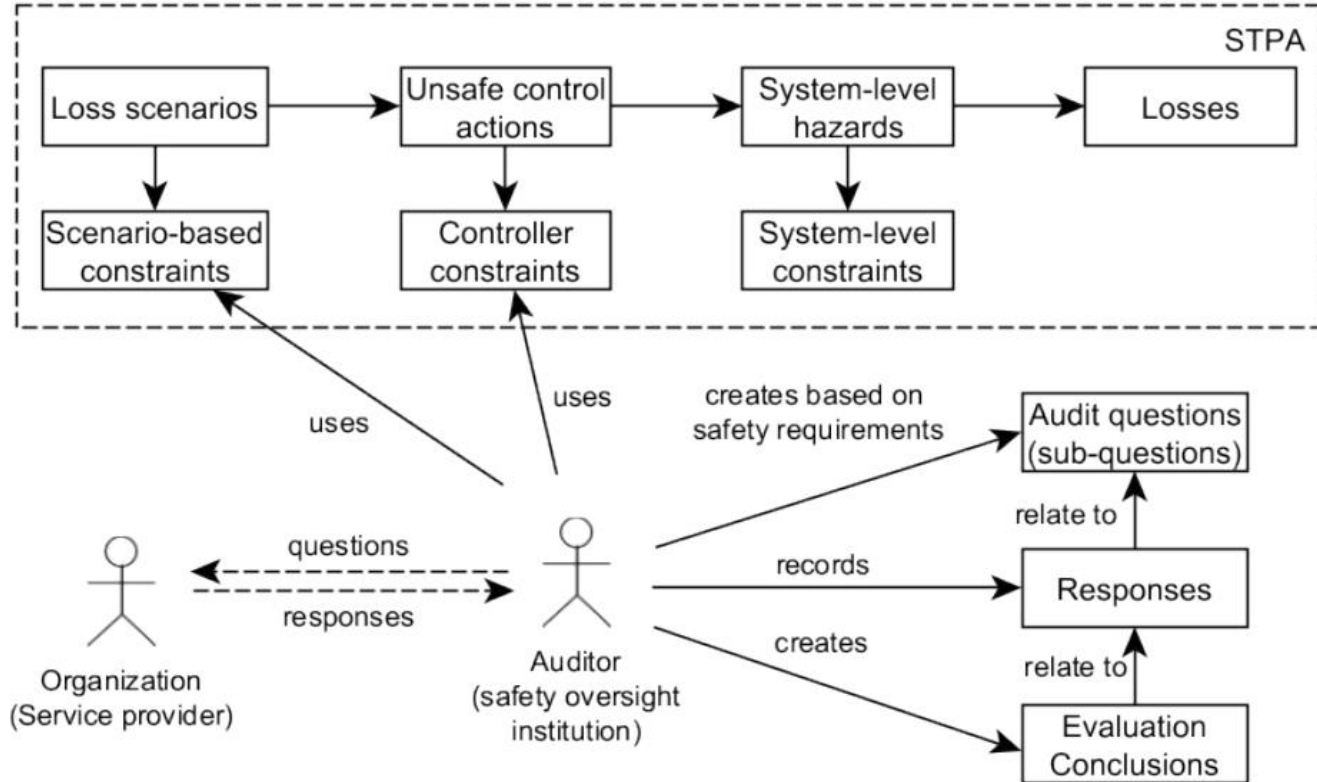 STPA
Loss scenarios
Unsafe control
actions
System-level
hazards
Losses
Scenario-based
constraints
Controller
constraints
System-level
constraints
uses
uses
creates based on
safety requirements
Audit questions
(sub-questions)
relate to
questions
responses
records
Responses
creates
relate to
Organization
(Service provider)
Auditor
(safety oversight
institution)
Evaluation
Conclusions